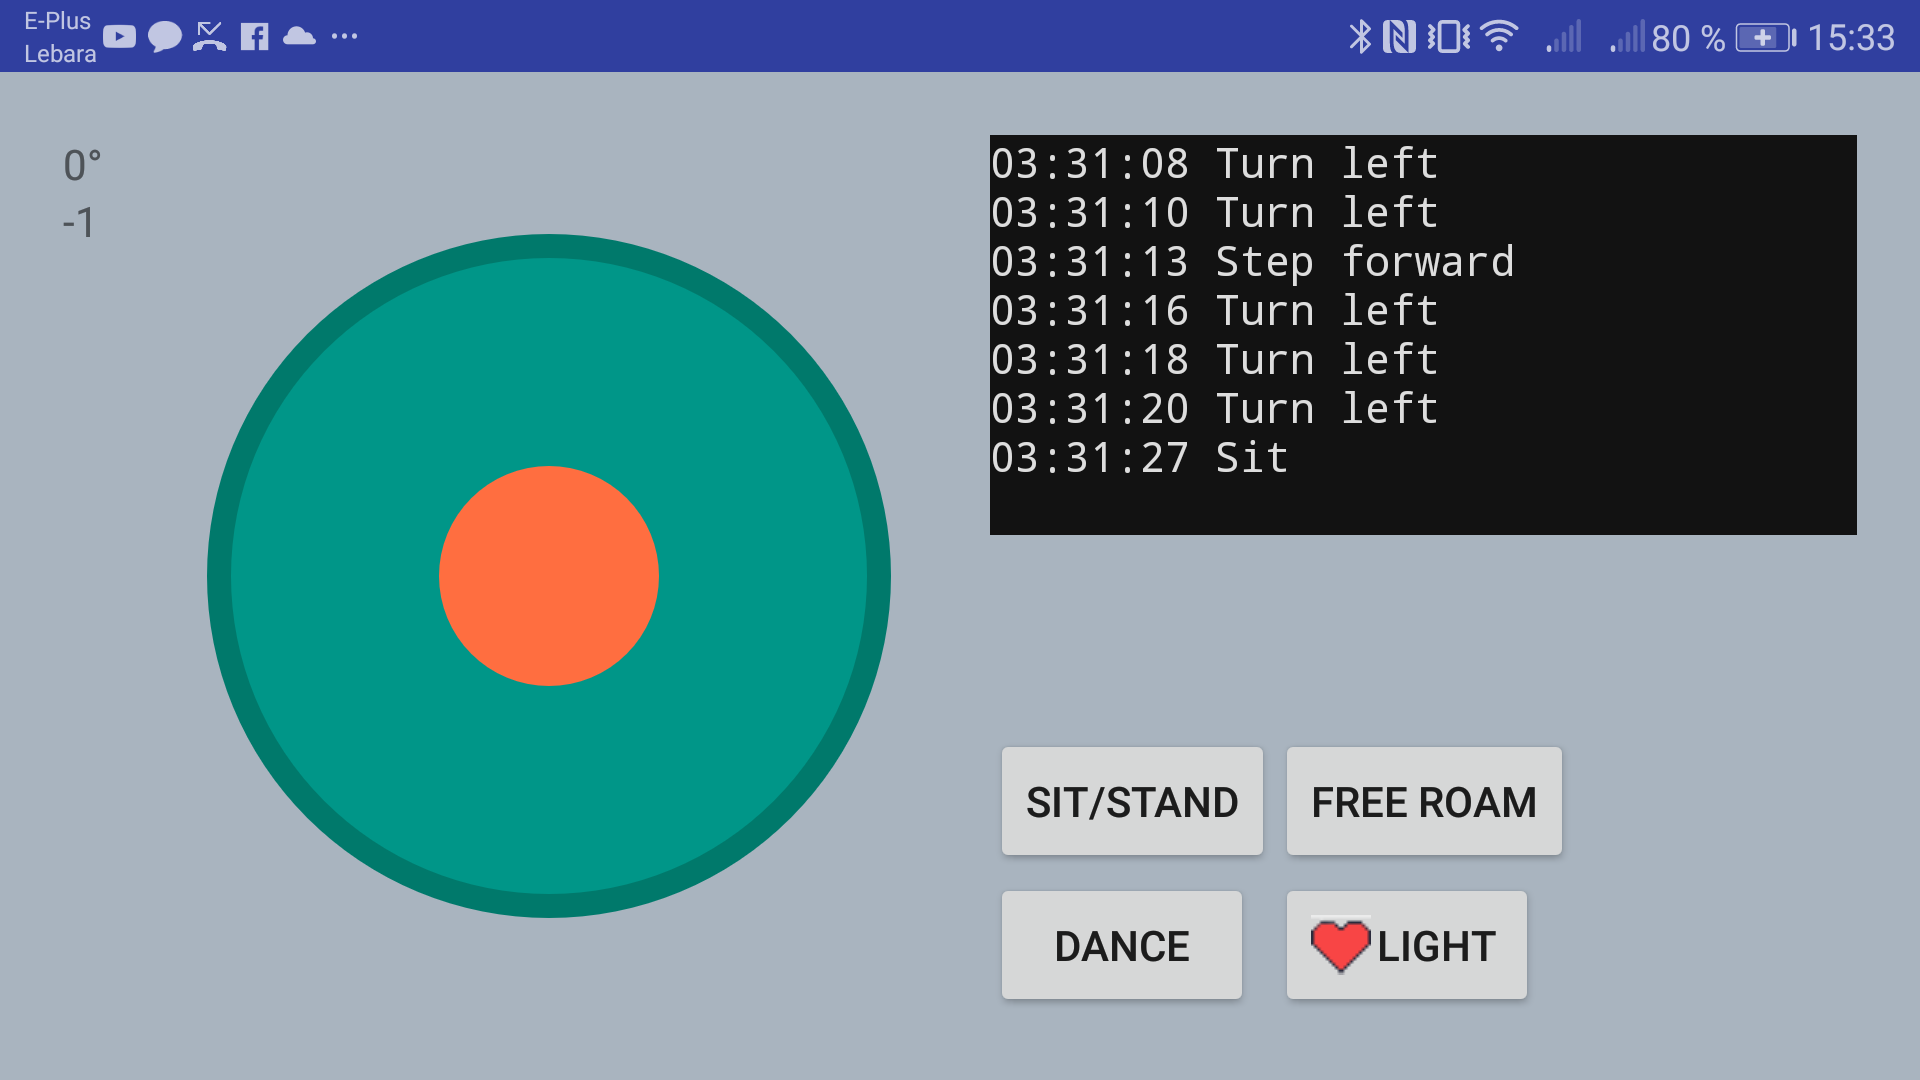 E-Plus
Lebara
80 %
15:33
0°
-1
03:31:08 Turn left
03:31:10 Turn left
03:31:13 Step forward
03:31:16 Turn left
03:31:18 Turn left
03:31:20 Turn left
03:31:27 Sit
SIT/STAND
FREE ROAM
DANCE
LIGHT